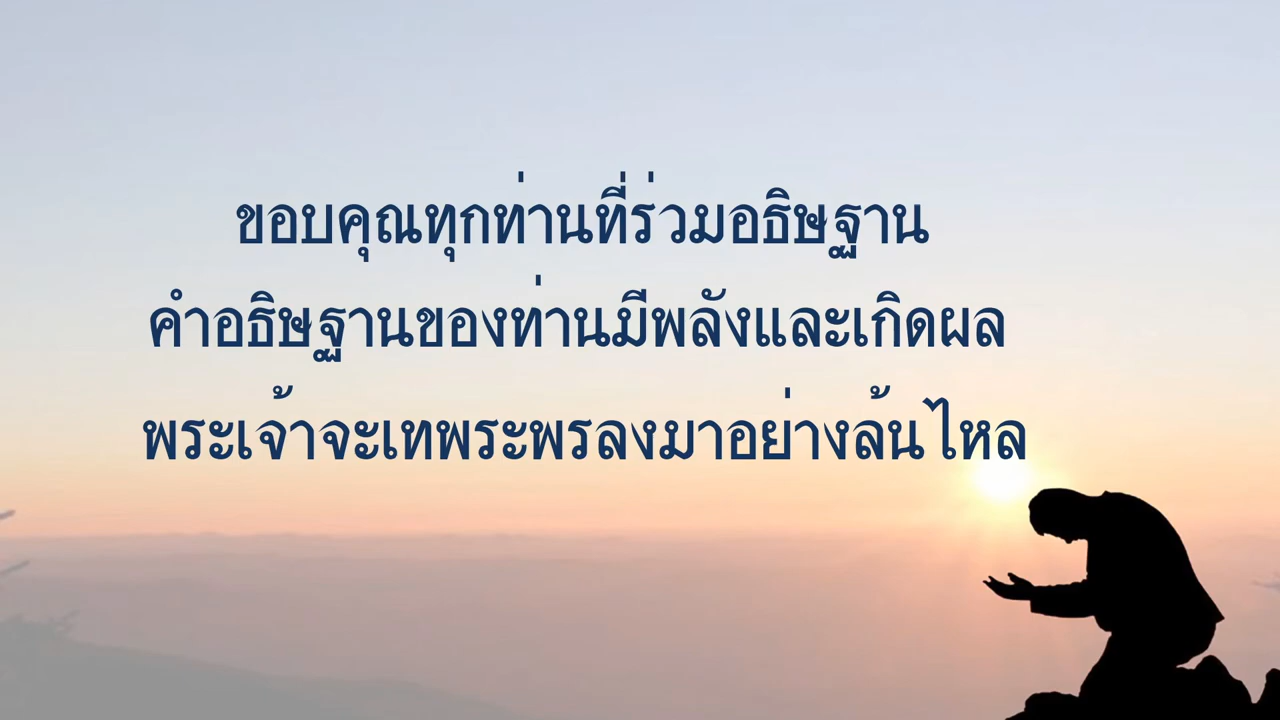 ขอบคุณทุกท่านที่ร่วมอธิษฐาน
คำอธิษฐานของท่านมีพลังและเกิดผล
พระเจ้าจะเทพระพรลงมาอย่างล้นไหล